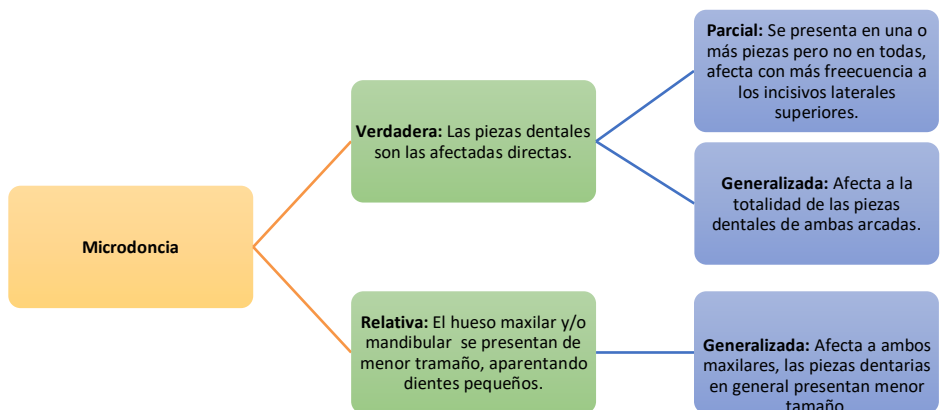 Microdoncia
Verdadera: Las piezas dentales
son las afectadas directas.
Relativa: El hueso maxilar y/o
mandibular se presentan de
menor tramaño, aparentando
dientes pequeños.
Parcial: Se presenta en una o
más piezas pero no en todas,
afecta con más freecuencia a
los incisivos laterales
superiores.
Generalizada: Afecta a la
totalidad de las piezas
dentales de ambas arcadas.
Generalizada: Afecta a ambos
maxilares, las piezas dentarias
en general presentan menor
tamaño.